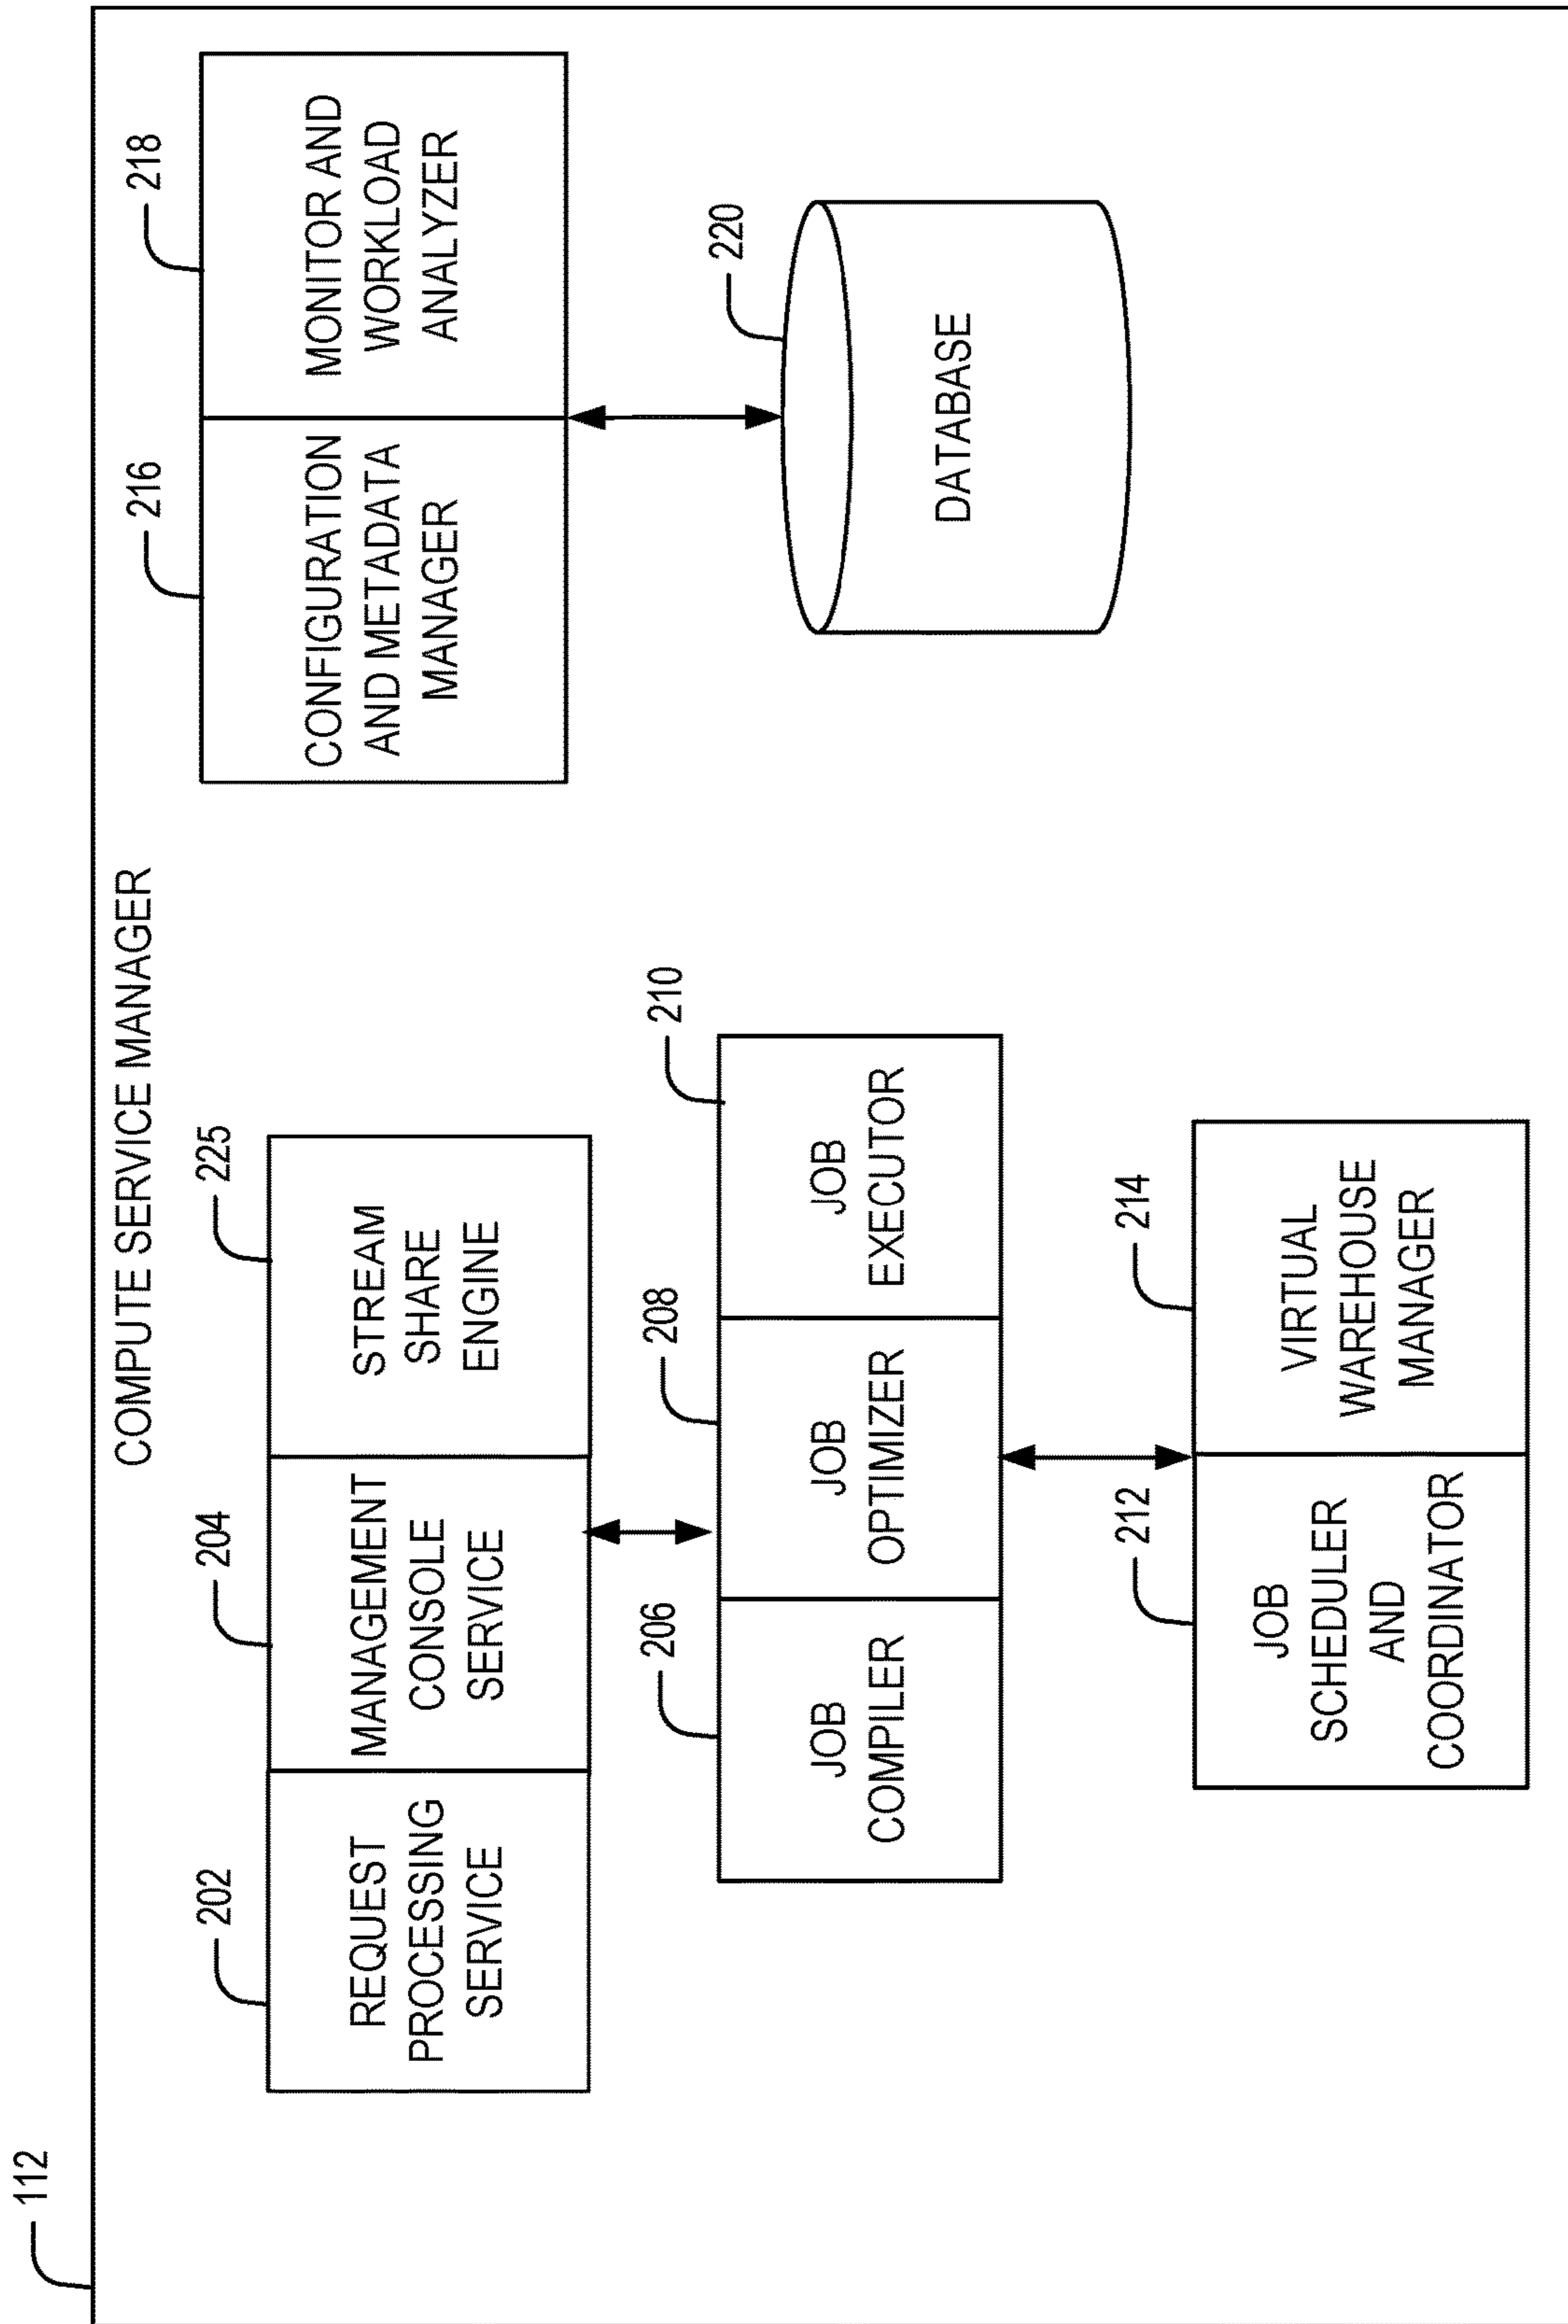 112
COMPUTE SERVICE MANAGER
202
REQUEST
PROCESSING
SERVICE
204
MANAGEMENT
CONSOLE
SERVICE
225
STREAM
SHARE
ENGINE
206
JOB
COMPILER
208
JOB
OPTIMIZER
210
JOB
EXECUTOR
212
JOB
SCHEDULER
AND
COORDINATOR
214
VIRTUAL
WAREHOUSE
MANAGER
216
CONFIGURATION
AND METADATA
MANAGER
218
MONITOR AND
WORKLOAD
ANALYZER
220
DATABASE